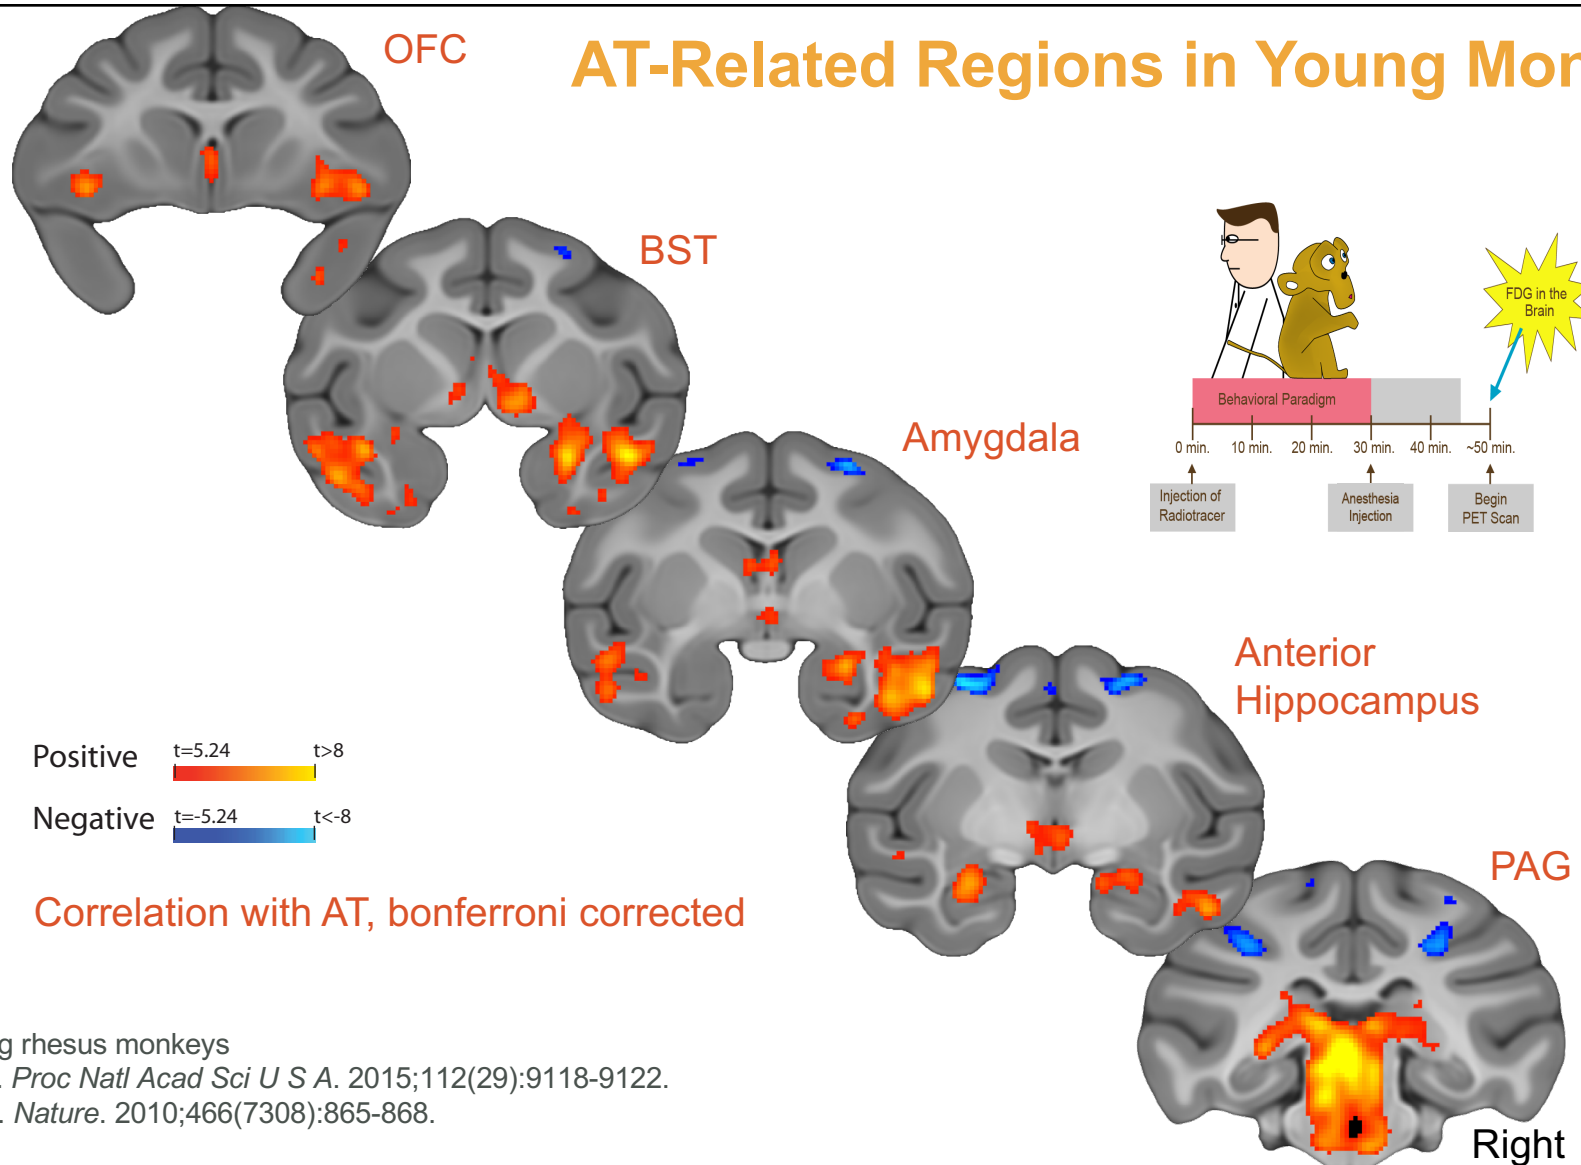 OFC
AT-Related Regions in Young Mon
BST
FDG in the
Brain
Amygdala
Behavioral Paradigm
0 min.
10 min.
20 min.
30 min.
40 min.
~50 min.
Injection of
Radiotracer
Anesthesia
Injection
Begin
PET Scan
Anterior
Hippocampus
Positive
t=5.24
t>8
Negative
t=-5.24
t<-8
PAG
Correlation with AT, bonferroni corrected
g rhesus monkeys
. Proc Natl Acad Sci U S A. 2015;112(29):9118-9122.
. Nature. 2010;466(7308):865-868.
Right